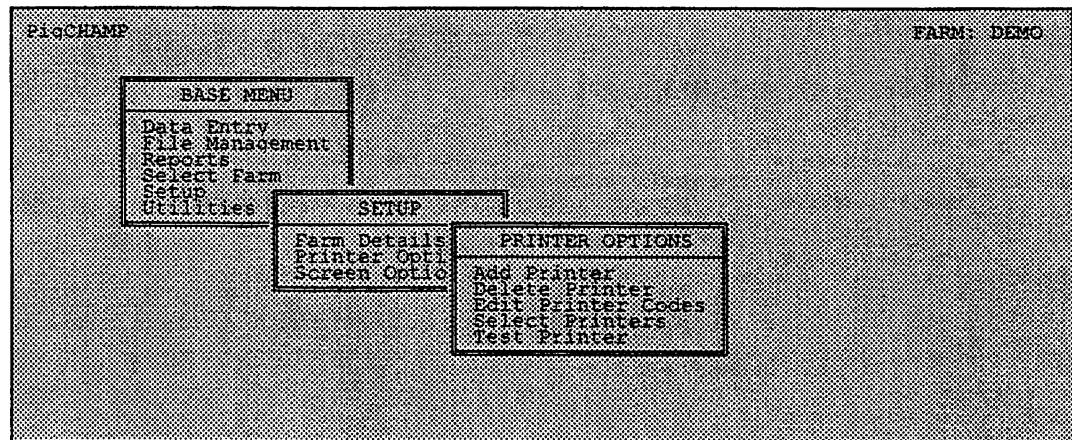 PigCHAMP FARM: DEMO
BASE MENU
Data Entry
File Management
Reports
Select Farm
Setup
Utilities
SETUP
Farm Details
Printer Opti
Screen Optio
PRINTER OPTIONS
Add Printer
Delete Printer
Edit Printer Codes
Select Printers
Test Printer